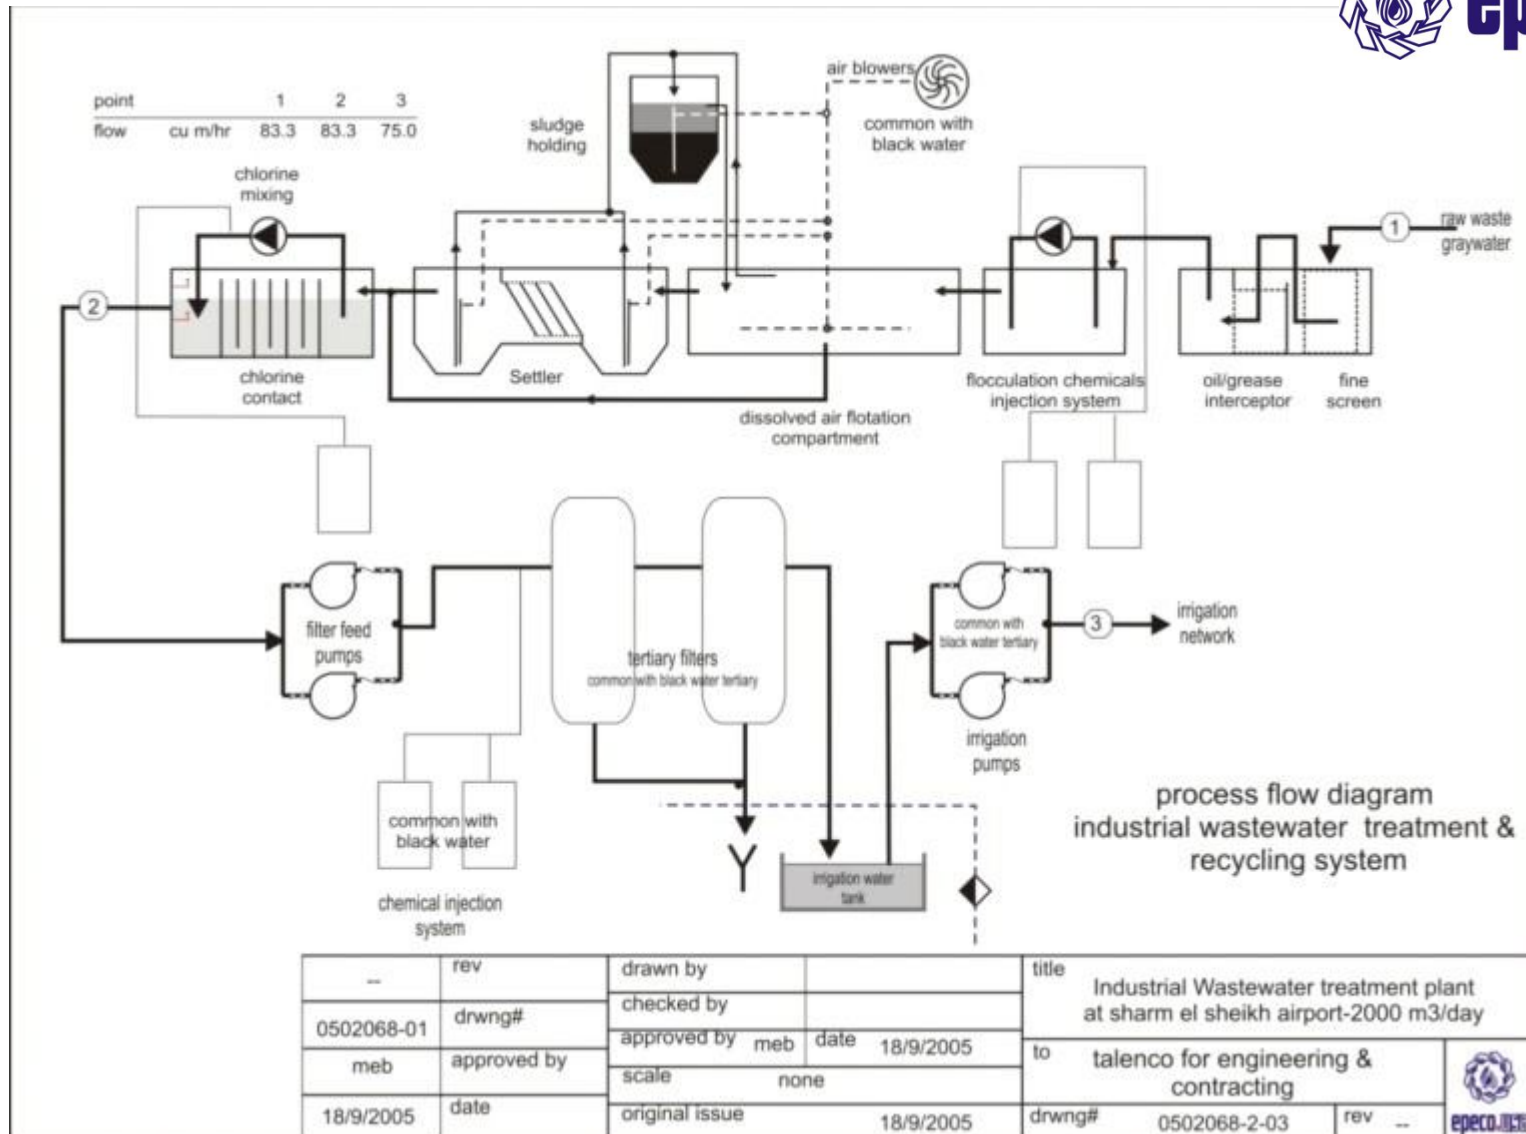 ep
point 1 2 3
flow cu m/hr 83.3 83.3 75.0
sludge
holding
air blowers
common with
black water
chlorine
mixing
1
raw waste
graywater
2
chlorine
contact
Settler
dissolved air flotation
compartment
flocculation chemicals
injection system
oil/grease
interceptor
fine
screen
filter feed
pumps
tertiary filters
common with black water tertiary
common with
black water tertiary
3
irrigation
network
irrigation
pumps
common with
black water
chemical injection
system
irrigation water
tank
process flow diagram
industrial wastewater treatment &
recycling system
-- rev
0502068-01 drwng#
meb approved by
18/9/2005 date
drawn by
checked by
approved by meb date 18/9/2005
scale none
original issue 18/9/2005
title
Industrial Wastewater treatment plant
at sharm el sheikh airport-2000 m3/day
to
talenco for engineering &
contracting
drwng# 0502068-2-03 rev --
epeco